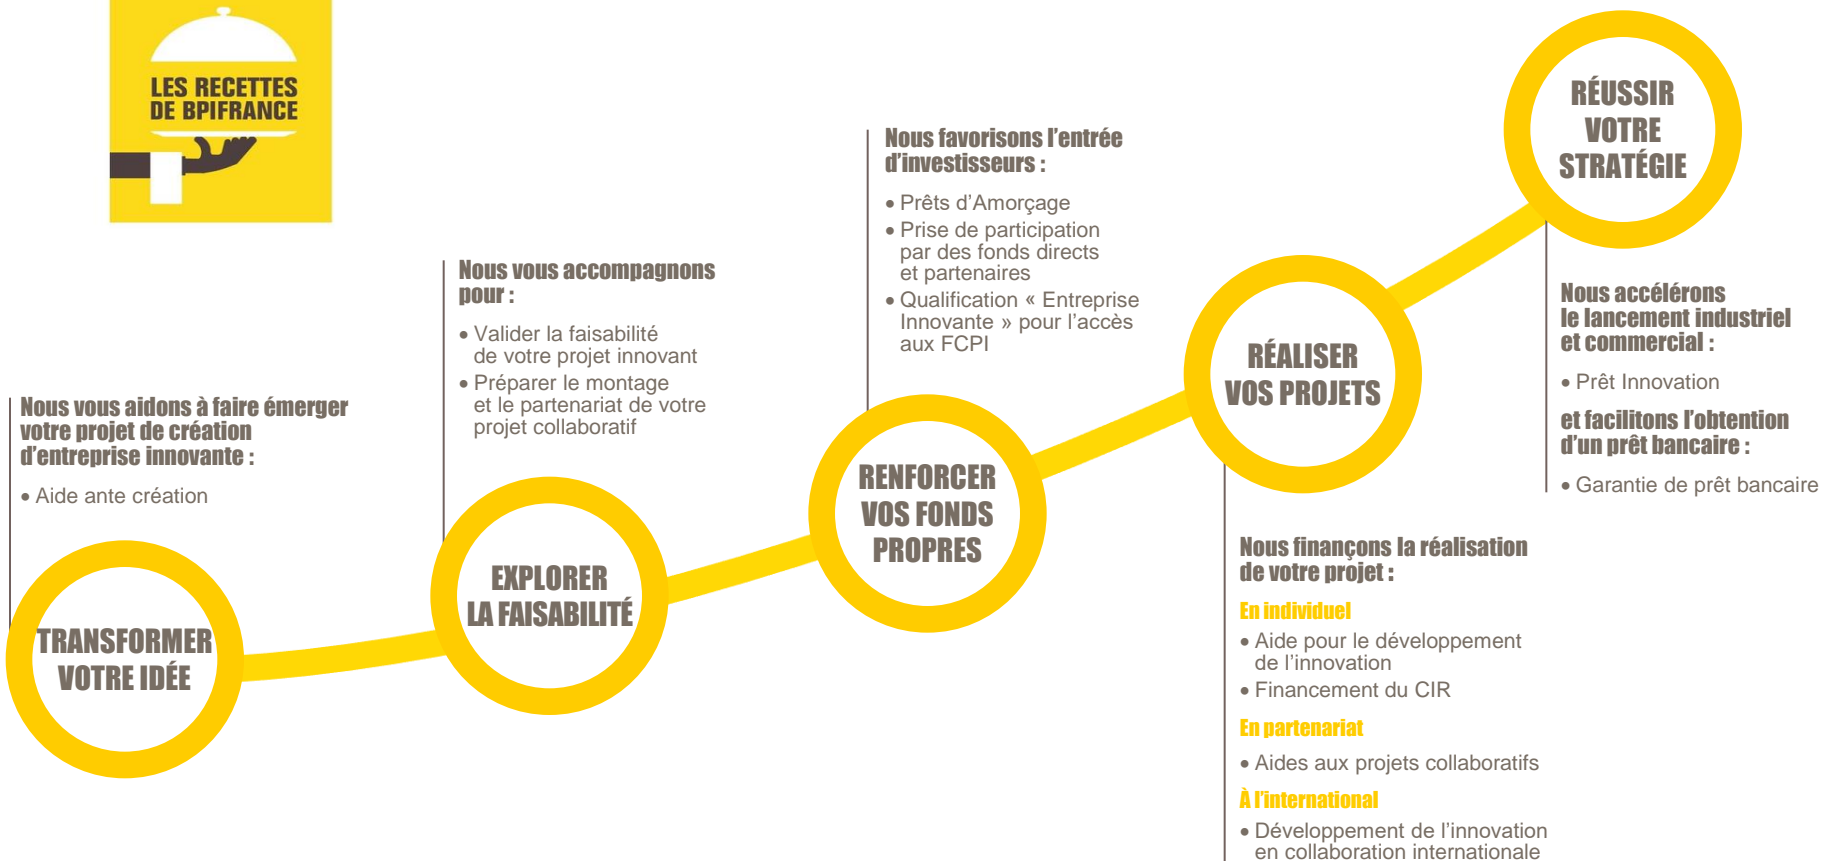 LES RECETTES
DE BPIFRANCE
Nous vous aidons à faire émerger
votre projet de création
d'entreprise innovante :
• Aide ante création
TRANSFORMER
VOTRE IDÉE
Nous vous accompagnons
pour :
• Valider la faisabilité
de votre projet innovant
• Préparer le montage
et le partenariat de votre
projet collaboratif
EXPLORER
LA FAISABILITÉ
Nous favorisons l'entrée
d'investisseurs :
• Prêts d'Amorçage
• Prise de participation
par des fonds directs
et partenaires
• Qualification « Entreprise
Innovante » pour l'accès
aux FCPI
RENFORCER
VOS FONDS
PROPRES
RÉALISER
VOS PROJETS
Nous finançons la réalisation
de votre projet :
En individuel
• Aide pour le développement
de l'innovation
• Financement du CIR
En partenariat
• Aides aux projets collaboratifs
À l'international
• Développement de l'innovation
en collaboration internationale
RÉUSSIR
VOTRE
STRATÉGIE
Nous accélérons
le lancement industriel
et commercial :
• Prêt Innovation
et facilitons l'obtention
d'un prêt bancaire :
• Garantie de prêt bancaire